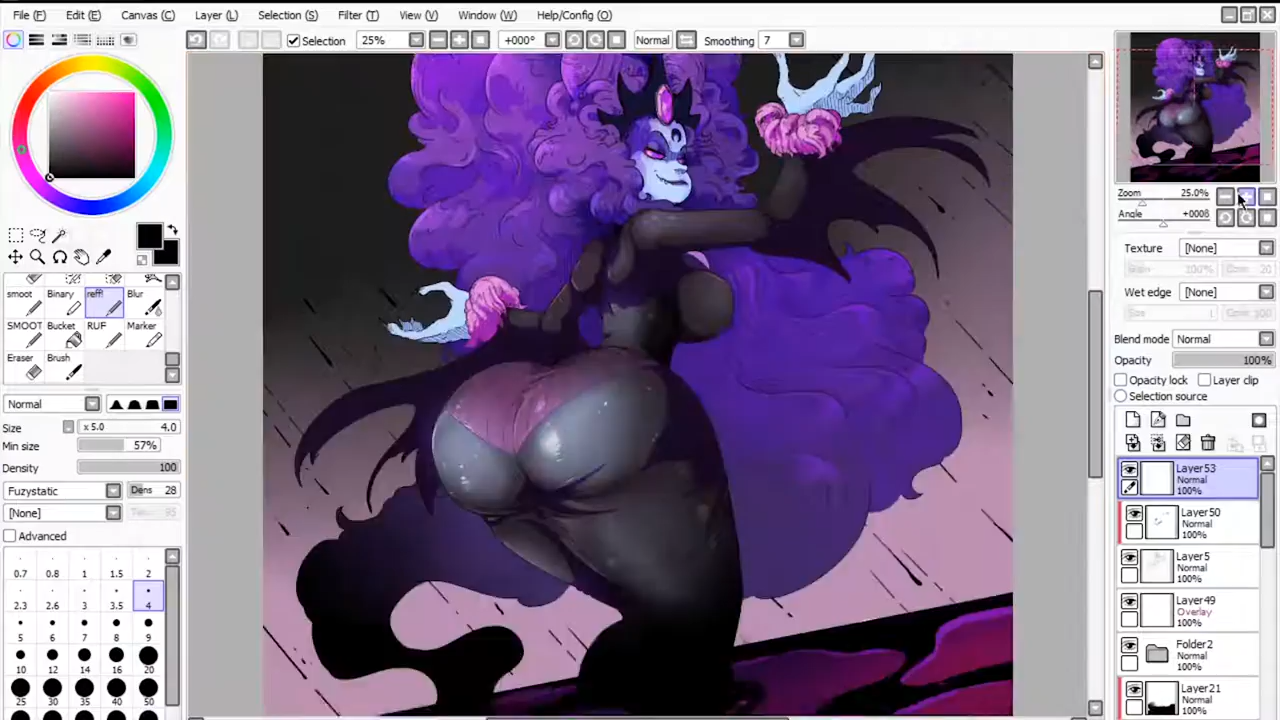 File (F) Edit (E) Canvas (C) Layer (L) Selection (S) Filter (T) View (V) Window (W) Help/Config (O)
Selection 25% +000° Normal Smoothing 7
Zoom 25.0%
Angle
Texture [None]
Wet edge [None]
Size 1
Blend mode Normal
Opacity 100%
Opacity lock Layer clip
Selection source
smoot Binary reff! Blur
SMOOT Bucket RUF Marker
Eraser Brush
Normal
Size x 5.0 4.0
Min size 57%
Density 100
Fuzzystatic Dens 28
[None]
Advanced
0.7 0.8 1 1.5 2
2.3 2.6 3 3.5 4
5 6 7 8 9
10 12 14 16 20
25 30 35 40 50
Layer53
Normal
100%
Layer50
Normal
100%
Layer5
Normal
100%
Layer49
Overlay
100%
Folder2
Normal
100%
Layer21
Normal
100%